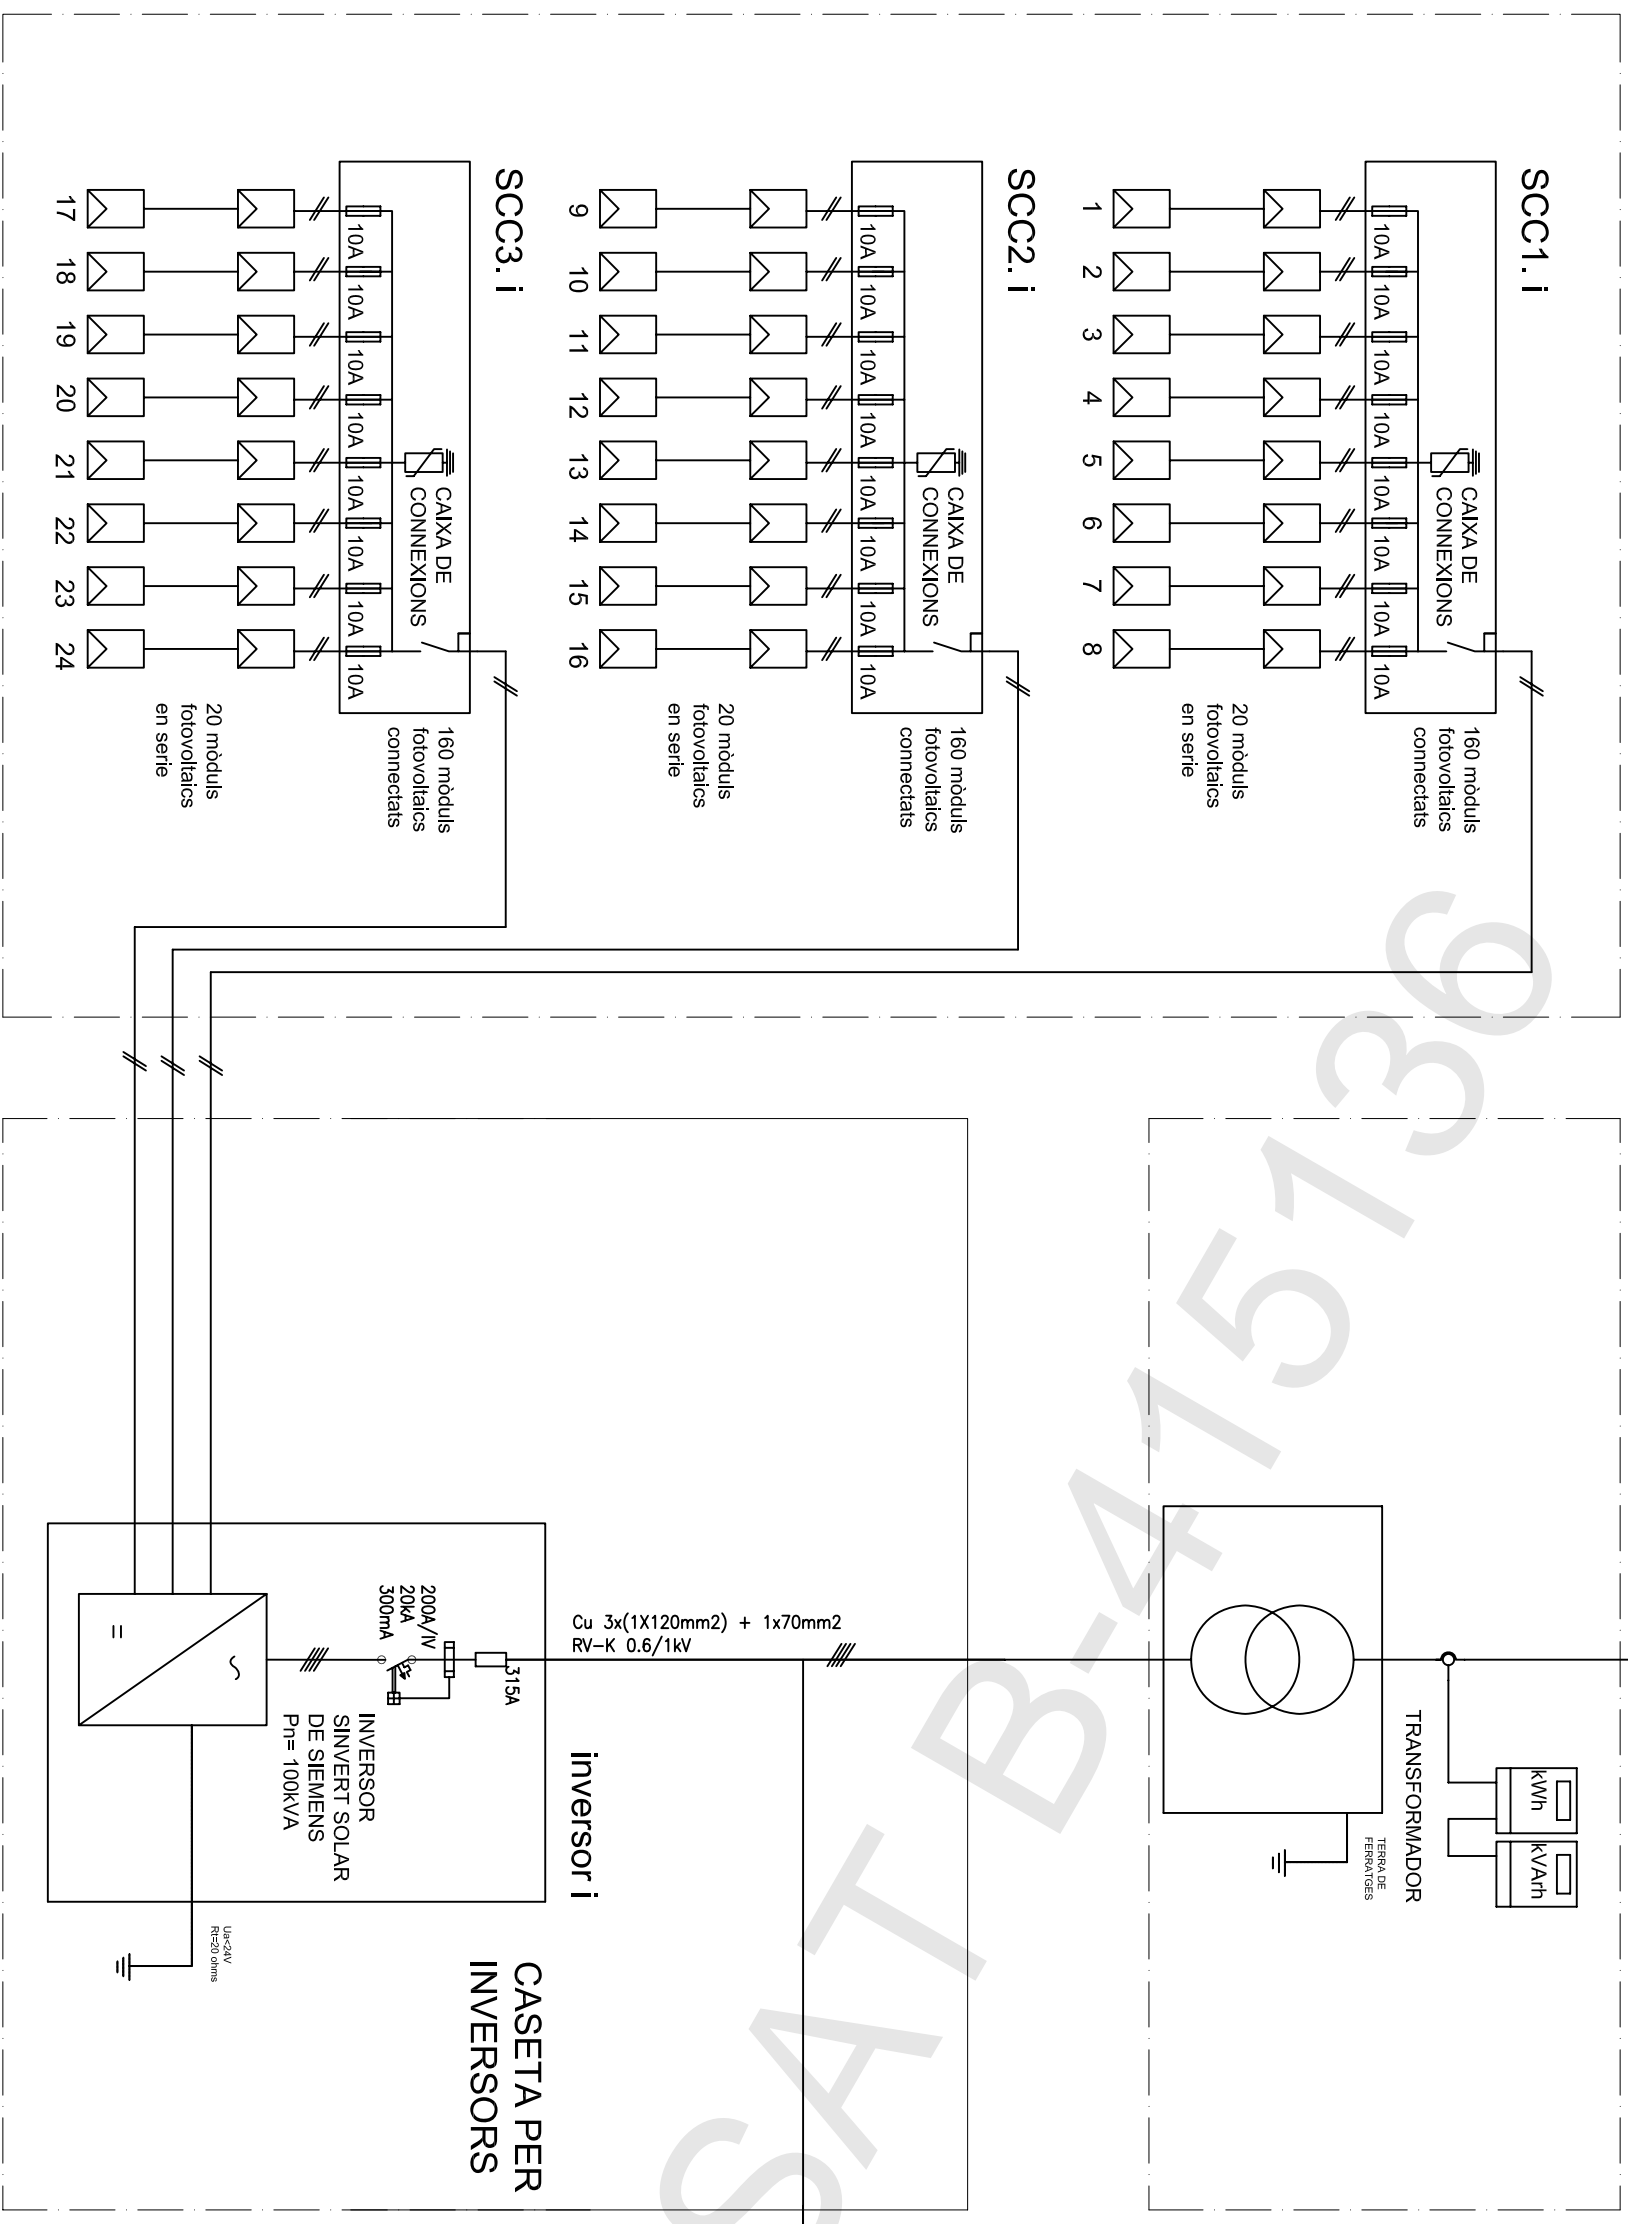 SCC1. i
CAIXA DE
CONNEXIONS
10A
10A
10A
10A
10A
10A
10A
10A
160 mòduls
fotovoltaics
connectats
1
2
3
4
5
6
7
8
20 mòduls
fotovoltaics
en serie
SCC2. i
CAIXA DE
CONNEXIONS
10A
10A
10A
10A
10A
10A
10A
10A
160 mòduls
fotovoltaics
connectats
9
10
11
12
13
14
15
16
20 mòduls
fotovoltaics
en serie
SCC3. i
CAIXA DE
CONNEXIONS
10A
10A
10A
10A
10A
10A
10A
10A
160 mòduls
fotovoltaics
connectats
17
18
19
20
21
22
23
24
20 mòduls
fotovoltaics
en serie
kWh
kVArh
TRANSFORMADOR
TERRA DE
FERRATGES
Cu 3x(1X120mm2) + 1x70mm2
RV-K 0.6/1kV
inversor i
315A
200A/IV
20kA
300mA
INVERSOR
SINVERT SOLAR
DE SIEMENS
Pn= 100kVA
=
~
Ua<24V
Rt=20 ohms
CASETA PER
INVERSORS
SAT B-415136